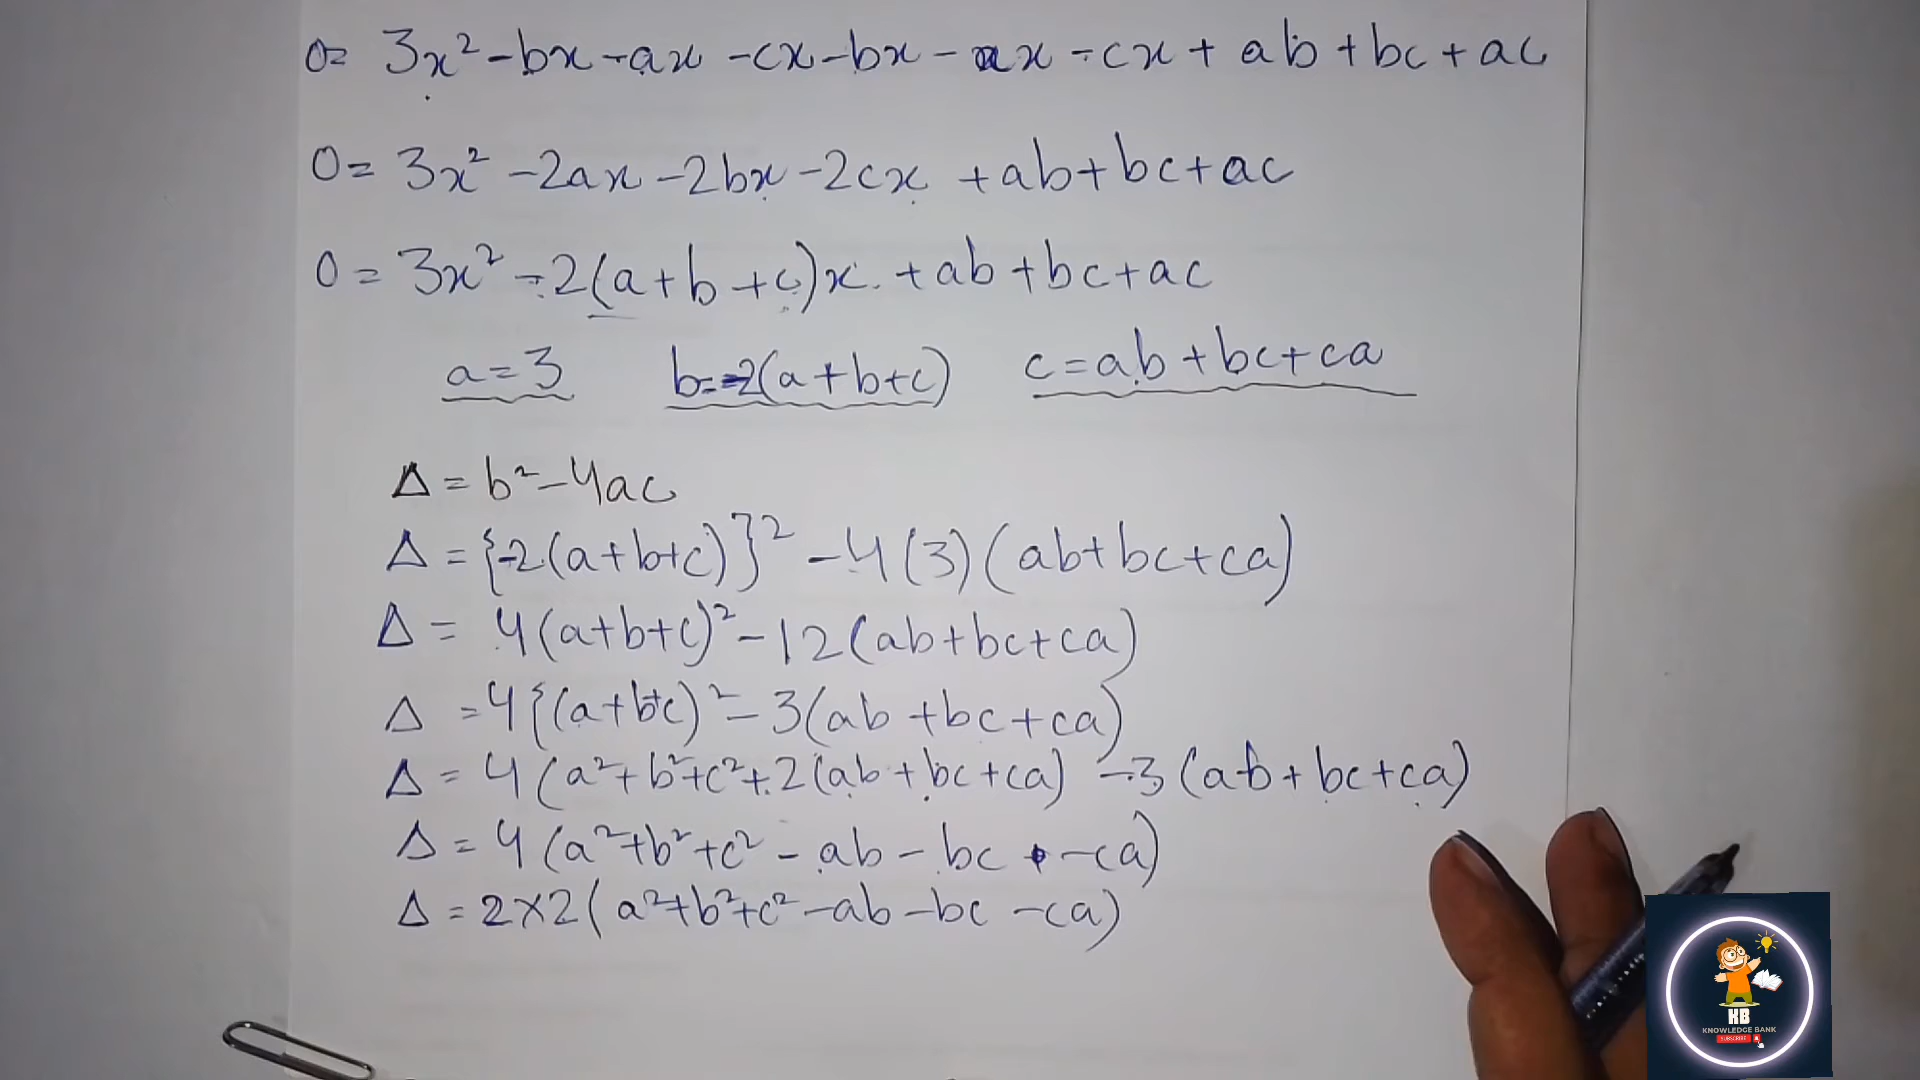 0= 3x² -bx -ax -cx -bx - ax -cx + ab + bc + ac
0= 3x² -2ax -2bx -2cx +ab+bc+ac
0 = 3x² -2(a+b+c)x +ab+bc+ac
a=3 b=-2(a+b+c) c=ab+bc+ca
Δ = b²-4ac
Δ = {-2(a+b+c)}² -4(3)(ab+bc+ca)
Δ = 4(a+b+c)²-12(ab+bc+ca)
Δ =4{(a+b+c)²-3(ab+bc+ca)
Δ = 4(a²+b²+c²+2(ab+bc+ca) -3(ab+bc+ca)
Δ = 4(a²+b²+c² -ab-bc -ca)
Δ = 2×2(a²+b²+c²-ab-bc-ca)
KB
KNOWLEDGE BANK
SUBSCRIBE